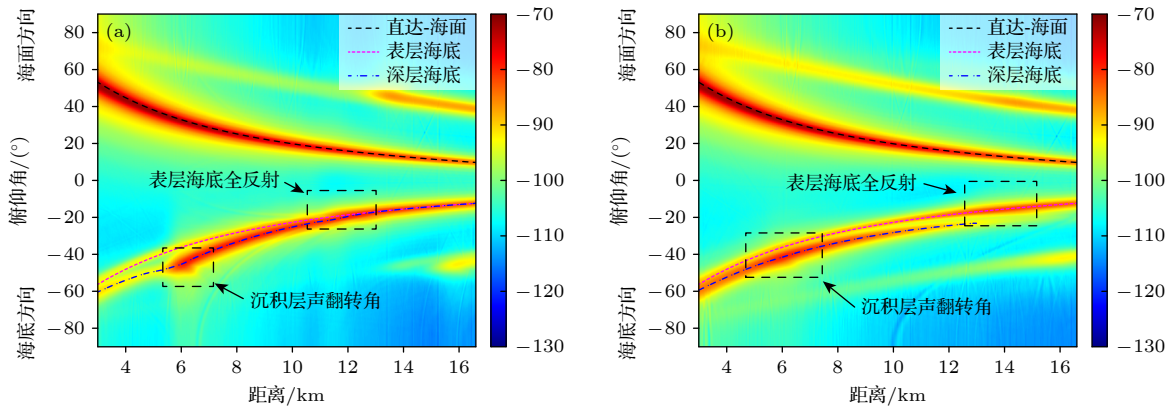 (a)
直达-海面
表层海底
深层海底
表层海底全反射
沉积层声翻转角
海面方向
俯仰角/(°)
海底方向
80
60
40
20
0
−20
−40
−60
−80
4
6
8
10
12
14
16
距离/km
−70
−80
−90
−100
−110
−120
−130
(b)
直达-海面
表层海底
深层海底
表层海底全反射
沉积层声翻转角
海面方向
俯仰角/(°)
海底方向
80
60
40
20
0
−20
−40
−60
−80
4
6
8
10
12
14
16
距离/km
−70
−80
−90
−100
−110
−120
−130